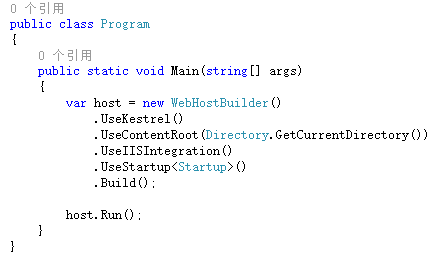 0 个引用
public class Program
{
0 个引用
public static void Main(string[] args)
{
var host = new WebHostBuilder()
.UseKestrel()
.UseContentRoot(Directory.GetCurrentDirectory())
.UseIISIntegration()
.UseStartup<Startup>()
.Build();
host.Run();
}
}